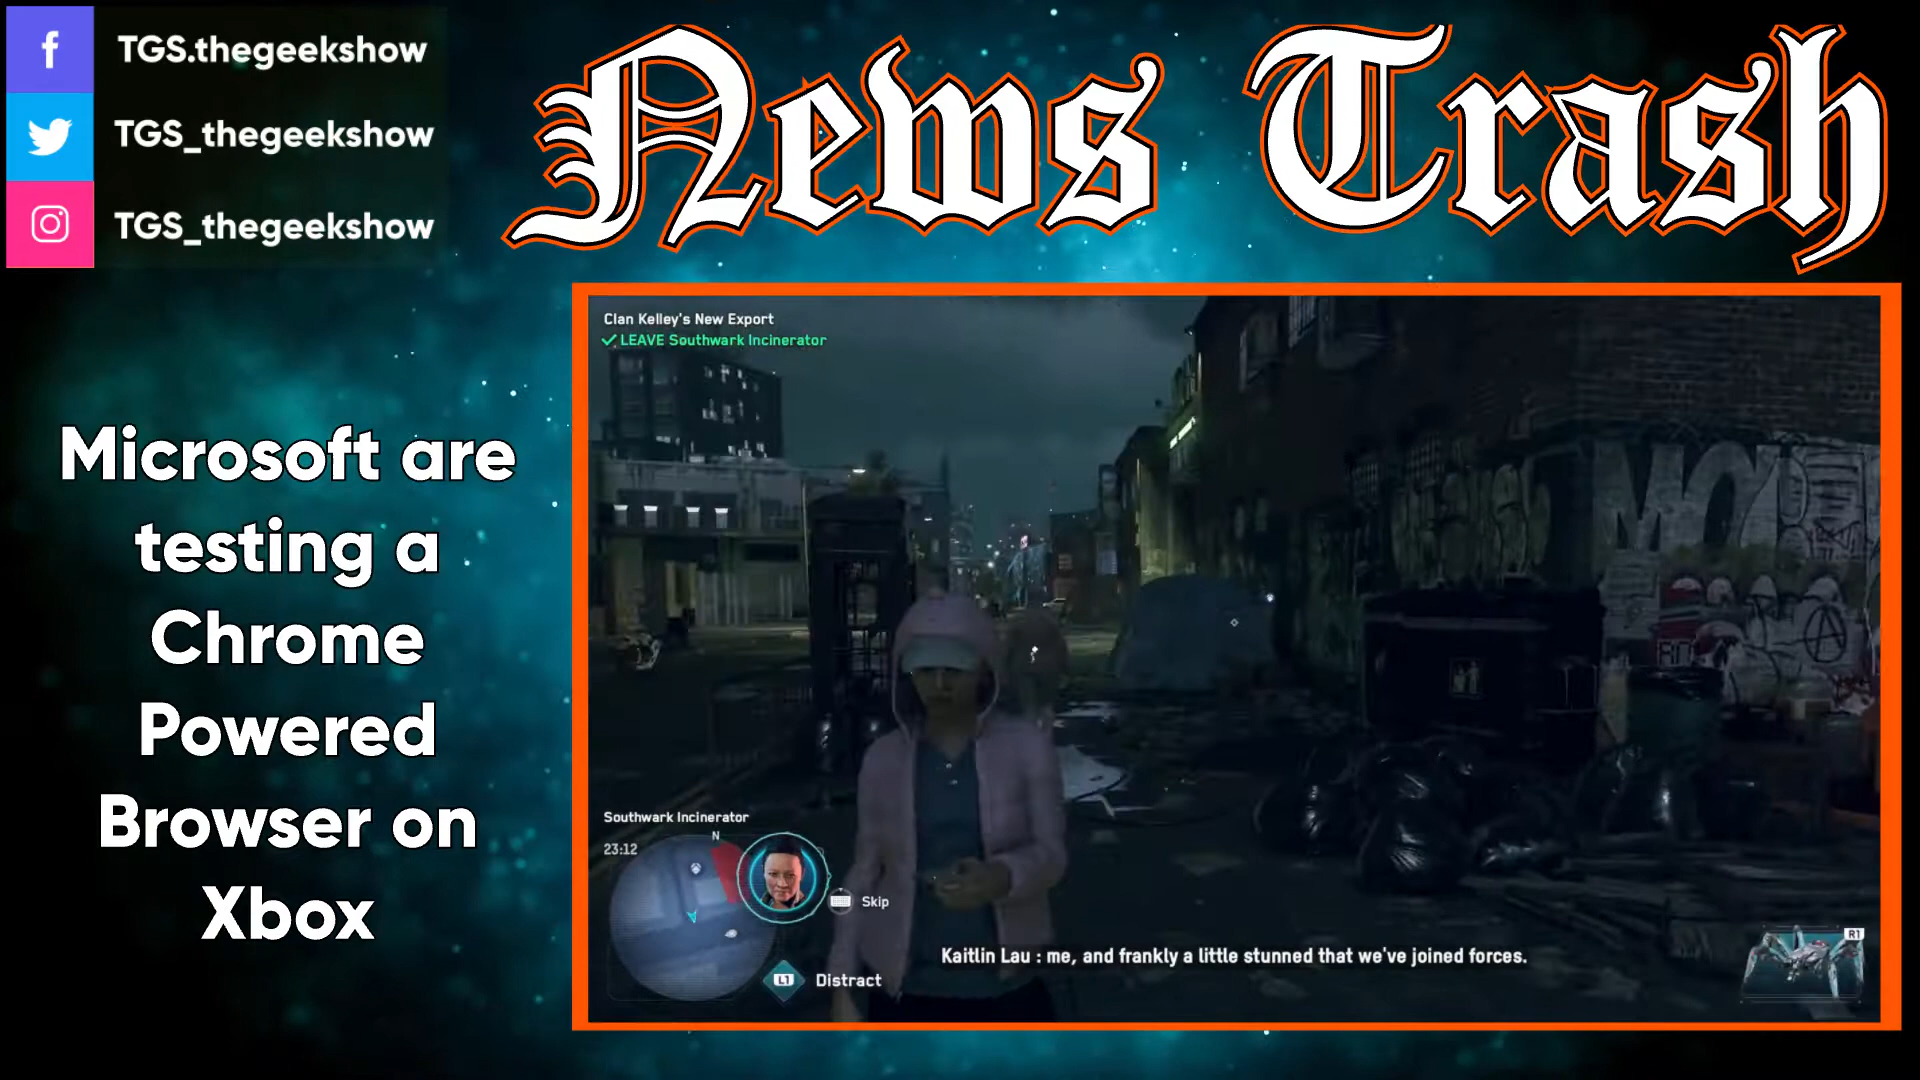 TGS.thegeekshow
TGS_thegeekshow
TGS_thegeekshow
News Trash
Microsoft are
testing a
Chrome
Powered
Browser on
Xbox
Clan Kelley's New Export
LEAVE Southwark Incinerator
Southwark Incinerator
N
23:12
Skip
L1 Distract
Kaitlin Lau : me, and frankly a little stunned that we've joined forces.
R1